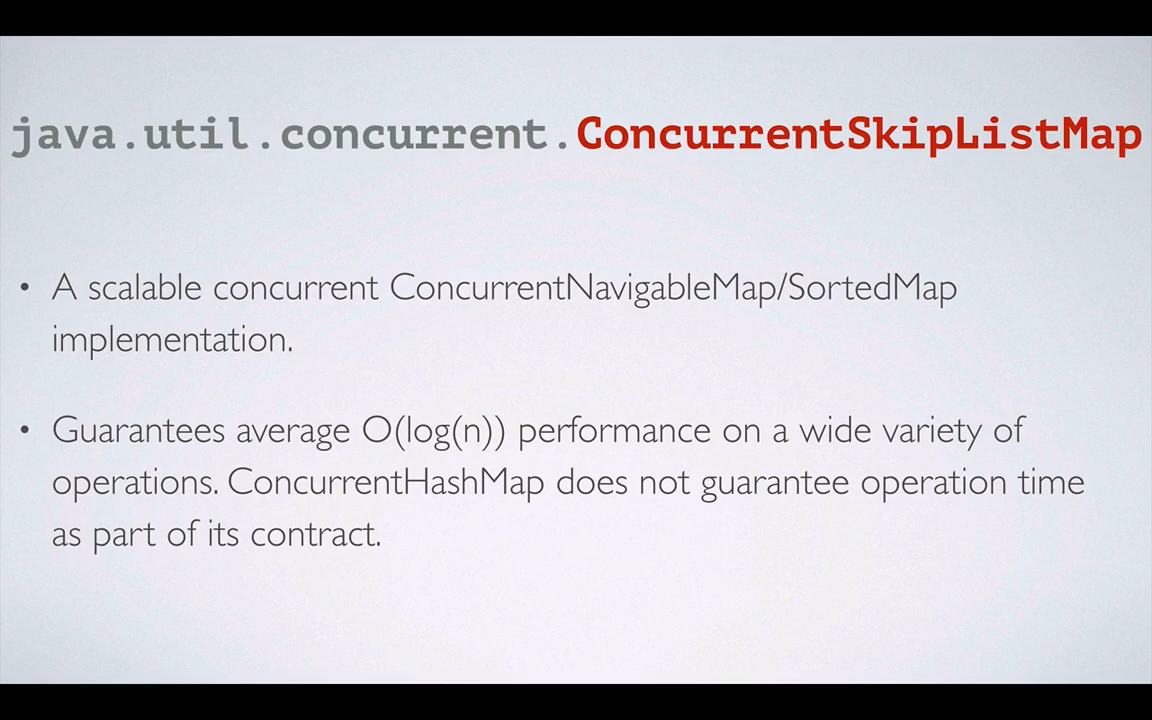 java.util.concurrent.ConcurrentSkipListMap
• A scalable concurrent ConcurrentNavigableMap/SortedMap
implementation.
• Guarantees average O(log(n)) performance on a wide variety of
operations. ConcurrentHashMap does not guarantee operation time
as part of its contract.